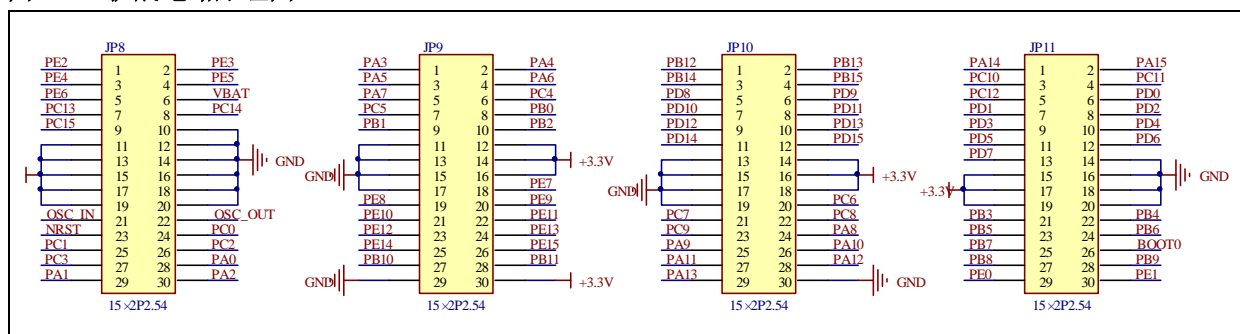 JP8
PE2 1 2 PE3
PE4 3 4 PE5
PE6 5 6 VBAT
PC13 7 8 PC14
PC15 9 10
11 12
13 14 GND
15 16
17 18
19 20
OSC_IN 21 22 OSC_OUT
NRST 23 24 PC0
PC1 25 26 PC2
PC3 27 28 PA0
PA1 29 30 PA2
15×2P2.54
JP9
PA3 1 2 PA4
PA5 3 4 PA6
PA7 5 6 PC4
PC5 7 8 PB0
PB1 9 10 PB2
11 12
13 14 +3.3V
GND 15 16
17 18 PE7
PE8 19 20 PE9
PE10 21 22 PE11
PE12 23 24 PE13
PE14 25 26 PE15
PB10 27 28 PB11
GND 29 30 +3.3V
15×2P2.54
JP10
PB12 1 2 PB13
PB14 3 4 PB15
PD8 5 6 PD9
PD10 7 8 PD11
PD12 9 10 PD13
PD14 11 12 PD15
13 14
15 16 +3.3V
GND 17 18
19 20 PC6
PC7 21 22 PC8
PC9 23 24 PA8
PA9 25 26 PA10
PA11 27 28 PA12
PA13 29 30 GND
15×2P2.54
JP11
PA14 1 2 PA15
PC10 3 4 PC11
PC12 5 6 PD0
PD1 7 8 PD2
PD3 9 10 PD4
PD5 11 12 PD6
PD7 13 14
15 16 GND
+3.3V 17 18
19 20
PB3 21 22 PB4
PB5 23 24 PB6
PB7 25 26 BOOT0
PB8 27 28 PB9
PE0 29 30 PE1
15×2P2.54